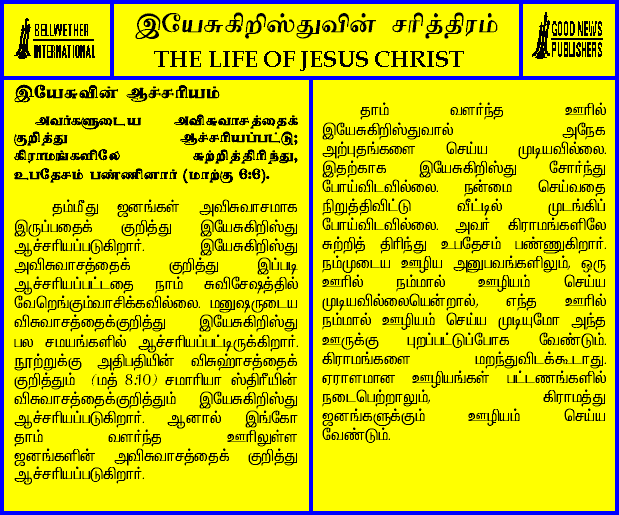 BELLWETHER
INTERNATIONAL
இயேசுகிறிஸ்துவின் சரித்திரம்
THE LIFE OF JESUS CHRIST
GOOD NEWS
PUBLISHERS
இயேசுவின் ஆச்சரியம்
அவர்களுடைய அவிசுவாசத்தைக்
குறித்து ஆச்சரியப்பட்டு;
கிராமங்களிலே சுற்றித்திரிந்து,
உபதேசம் பண்ணினார் (மாற்கு 6:6).
தம்மீது ஜனங்கள் அவிசுவாசமாக
இருப்பதைக் குறித்து இயேசுகிறிஸ்து
ஆச்சரியப்படுகிறார். இயேசுகிறிஸ்து
அவிசுவாசத்தைக் குறித்து இப்படி
ஆச்சரியப்பட்டதை நாம் சுவிசேஷத்தில்
வேறெங்கும்வாசிக்கவில்லை. மனுஷருடைய
விசுவாசத்தைக்குறித்து இயேசுகிறிஸ்து
பல சமயங்களில் ஆச்சரியப்பட்டிருக்கிறார்.
நூற்றுக்கு அதிபதியின் விசுஹாசத்தைக்
குறித்தும் (மத் 8:10) சமாரியா ஸ்திரீயின்
விசுவாசத்தைக்குறித்தும் இயேசுகிறிஸ்து
ஆச்சரியப்படுகிறார். ஆனால் இங்கோ
தாம் வளர்ந்த ஊரிலுள்ள
ஜனங்களின் அவிசுவாசத்தைக் குறித்து
ஆச்சரியப்படுகிறார்.
தாம் வளர்ந்த ஊரில்
இயேசுகிறிஸ்துவால் அநேக
அற்புதங்களை செய்ய முடியவில்லை.
இதற்காக இயேசுகிறிஸ்து சோர்ந்து
போய்விடவில்லை. நன்மை செய்வதை
நிறுத்திவிட்டு வீட்டில் முடங்கிப்
போய்விடவில்லை. அவர் கிராமங்களிலே
சுற்றித் திரிந்து உபதேசம் பண்ணுகிறார்.
நம்முடைய ஊழிய அனுபவங்களிலும், ஒரு
ஊரில் நம்மால் ஊழியம் செய்ய
முடியவில்லையென்றால், எந்த ஊரில்
நம்மால் ஊழியம் செய்ய முடியுமோ அந்த
ஊருக்கு புறப்பட்டுப்போக வேண்டும்.
கிராமங்களை மறந்துவிடக்கூடாது.
ஏராளமான ஊழியங்கள் பட்டணங்களில்
நடைபெற்றாலும், கிராமத்து
ஜனங்களுக்கும் ஊழியம் செய்ய
வேண்டும்.